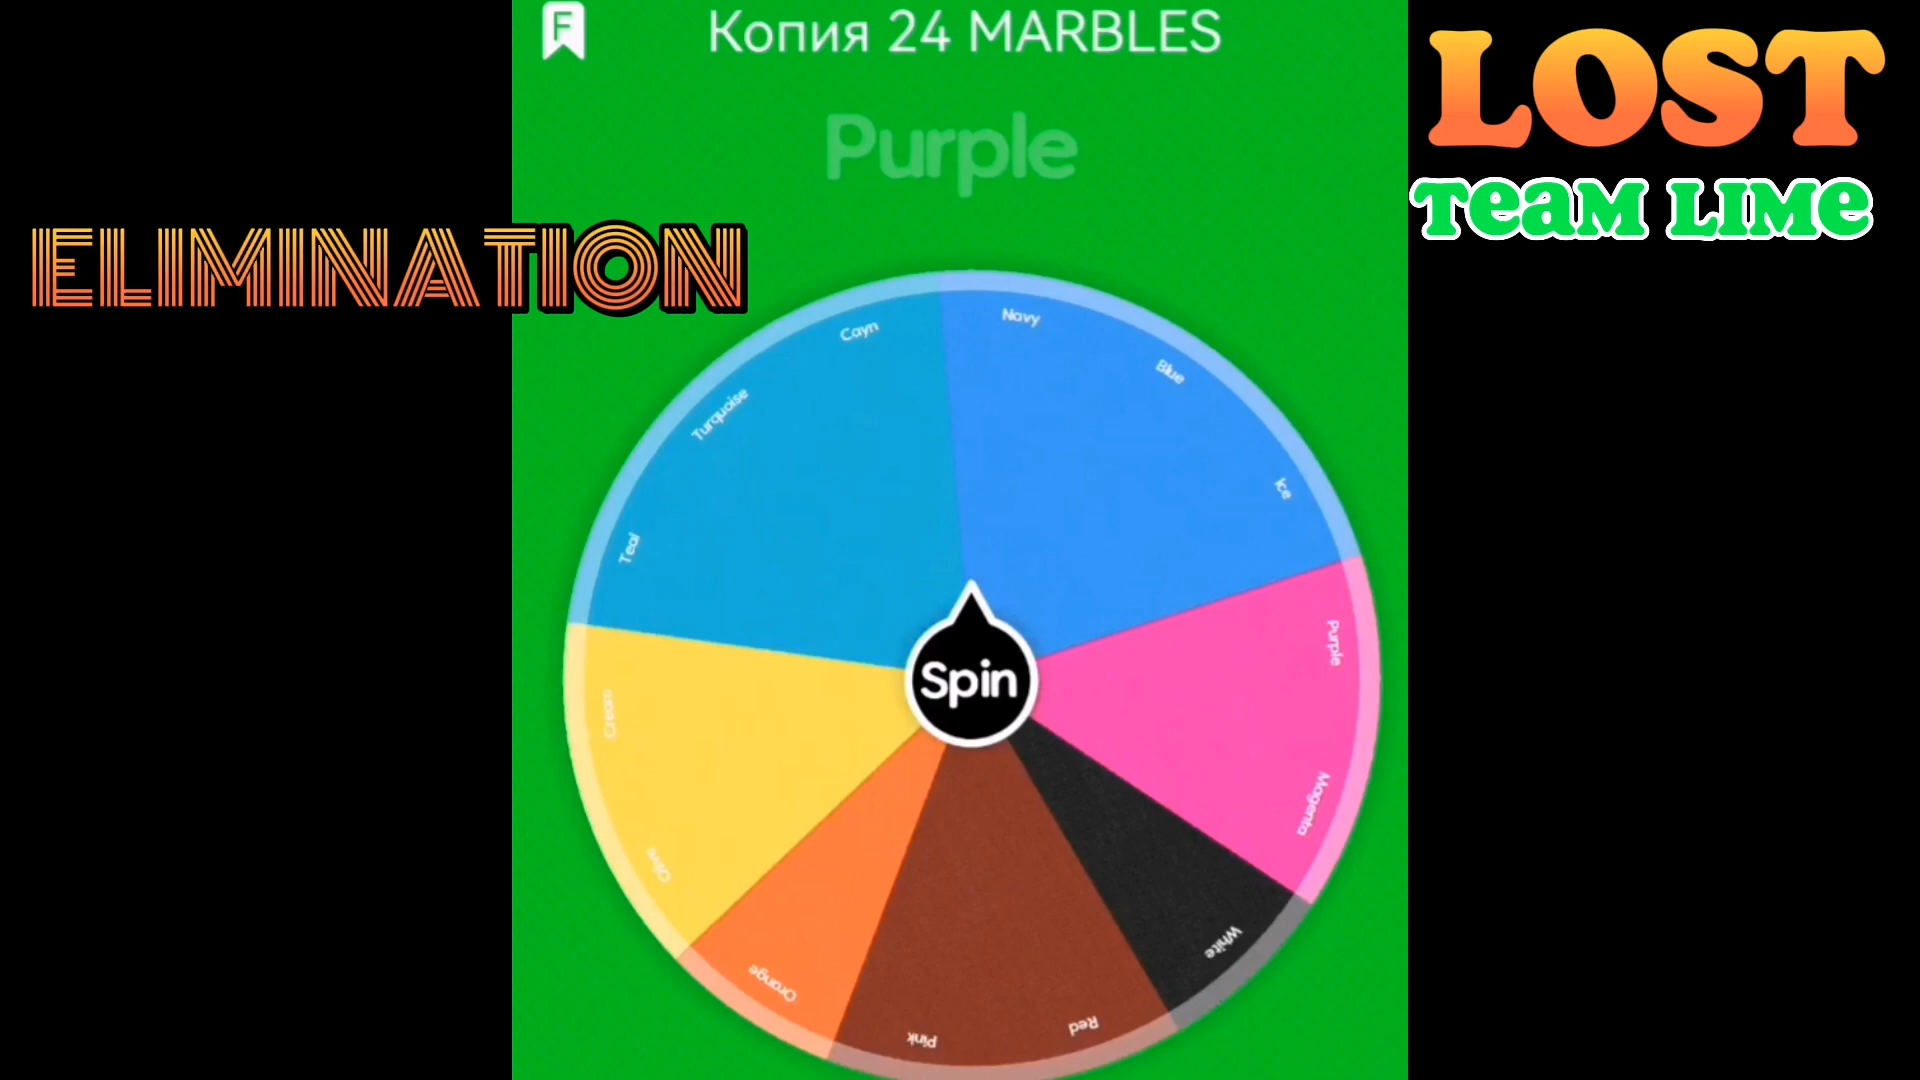 F
Копия 24 MARBLES
LOST
Purple
TEAM LIME
ELIMINATION
Navy
Cayn
Blue
Turquoise
Ice
Teal
Purple
Spin
Cream
Magenta
Olive
White
Orange
Red
Pink